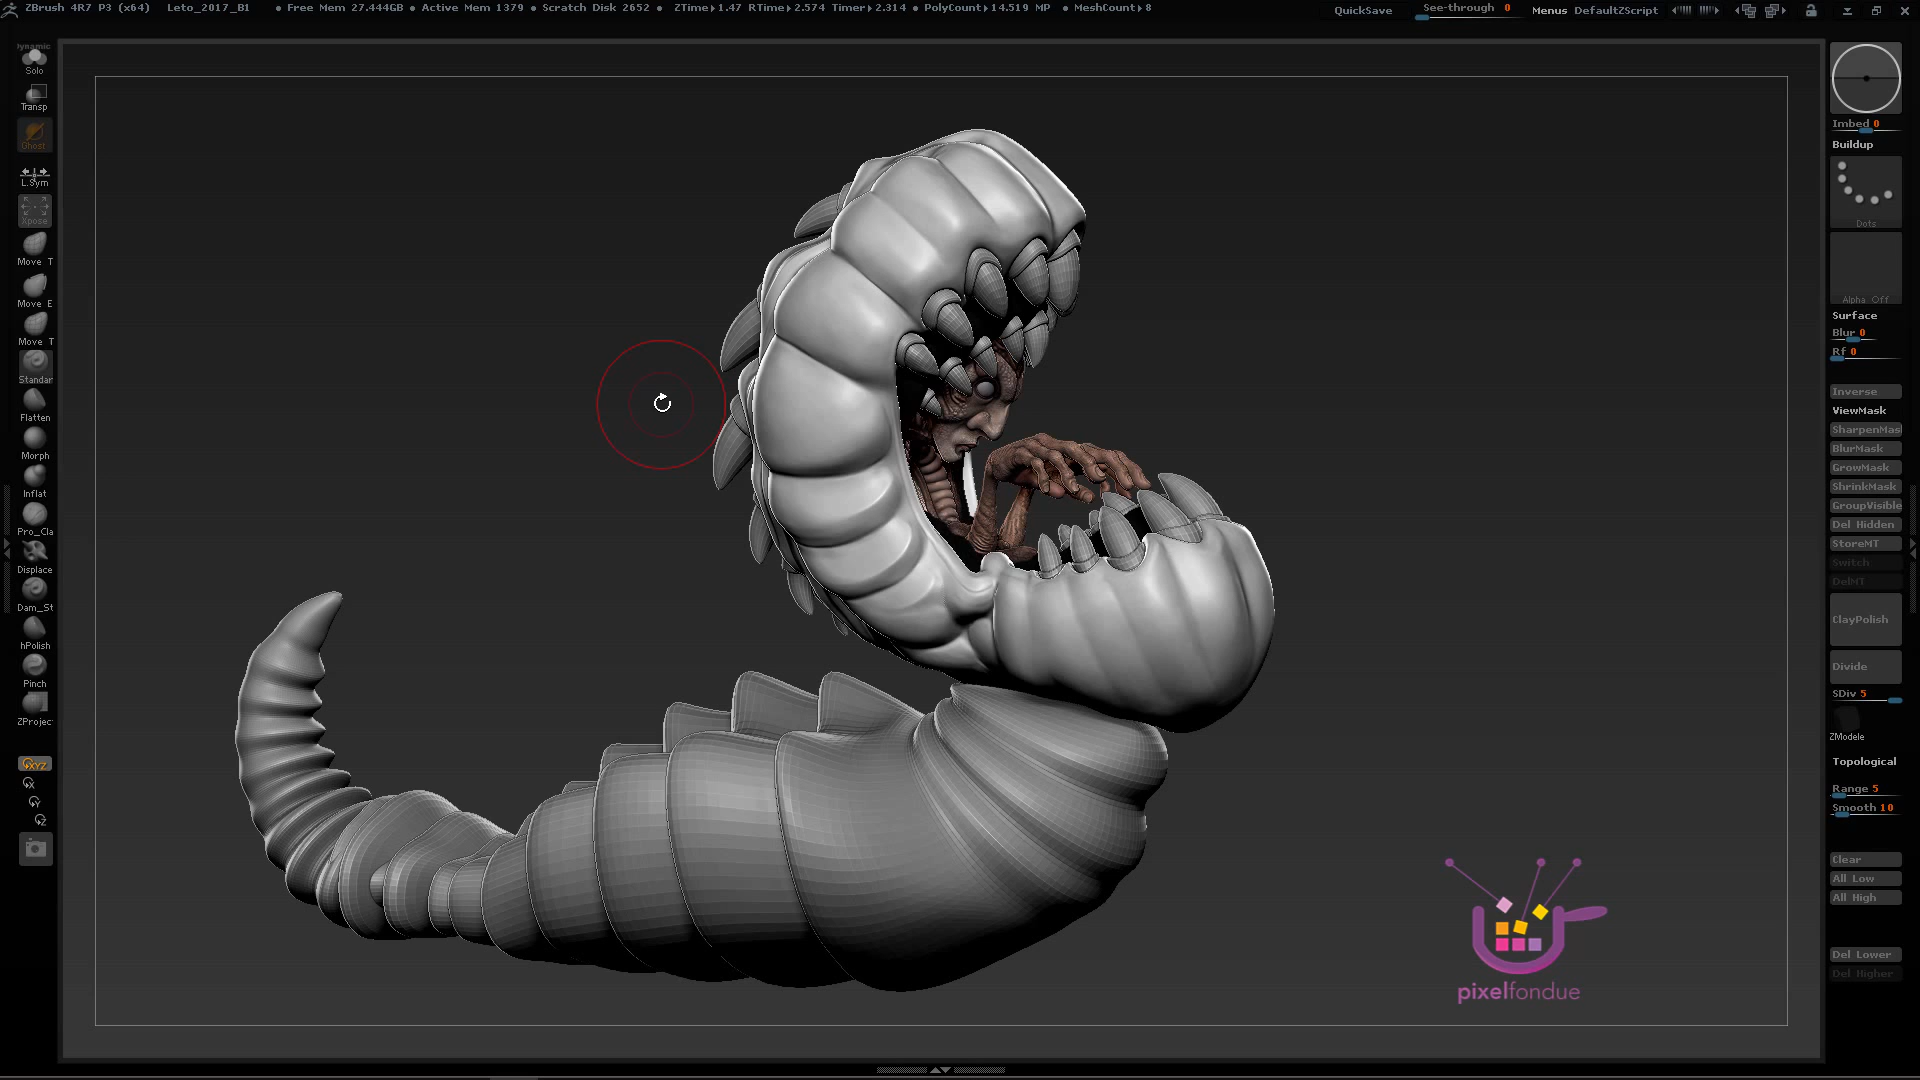 ZBrush 4R7 P3 (x64) Leto_2017_B1 • Free Mem 27.444GB • Active Mem 1379 • Scratch Disk 2652 • ZTime▸1.47 RTime▸2.574 Timer▸2.314 • PolyCount▸14.519 MP • MeshCount▸8 QuickSave See-through 0 Menus DefaultZScript
Dynamic
Solo
Transp
Ghost
L.Sym
Xpose
Move T
Move E
Move T
Standar
Flatten
Morph
Inflat
Pro_Cla
Displace
Dam_St
hPolish
Pinch
ZProjec
XYZ
X
Y
Z
Imbed 0
Buildup
Dots
Alpha Off
Surface
Blur 0
Rf 0
Inverse
ViewMask
SharpenMas
BlurMask
GrowMask
ShrinkMask
GroupVisible
Del Hidden
StoreMT
Switch
DelMT
ClayPolish
Divide
SDiv 5
ZModele
Topological
Range 5
Smooth 10
Clear
All Low
All High
Del Lower
Del Higher
pixelfondue